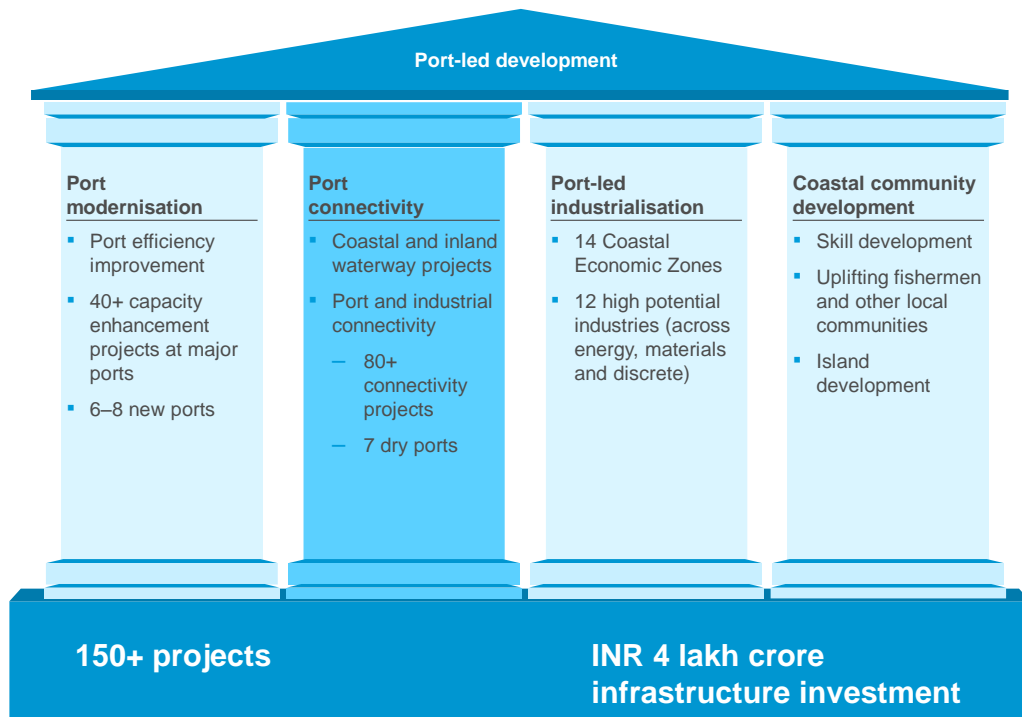 Port-led development
Port
modernisation
▪ Port efficiency
improvement
▪ 40+ capacity
enhancement
projects at major
ports
▪ 6–8 new ports
Port
connectivity
▪ Coastal and inland
waterway projects
▪ Port and industrial
connectivity
– 80+
connectivity
projects
– 7 dry ports
Port-led
industrialisation
▪ 14 Coastal
Economic Zones
▪ 12 high potential
industries (across
energy, materials
and discrete)
Coastal community
development
▪ Skill development
▪ Uplifting fishermen
and other local
communities
▪ Island
development
150+ projects
INR 4 lakh crore
infrastructure investment